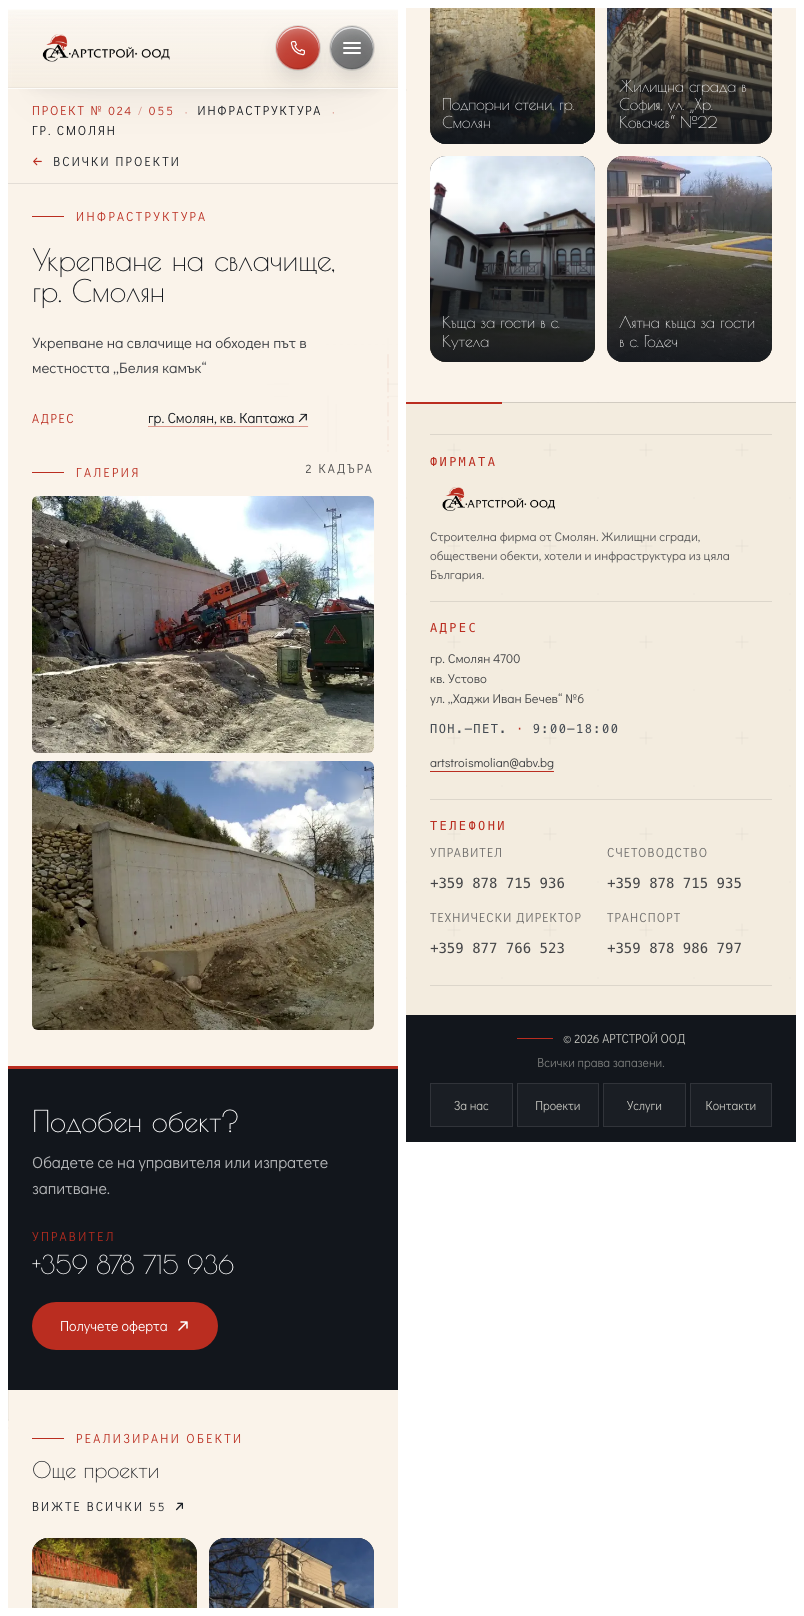 АРТСТРОЙ· ООД
ПРОЕКТ № 024 / 055 · ИНФРАСТРУКТУРА ·
ГР. СМОЛЯН
← ВСИЧКИ ПРОЕКТИ
ИНФРАСТРУКТУРА
Укрепване на свлачище,
гр. Смолян
Укрепване на свлачище на обходен път в
местността „Белия камък“
АДРЕС гр. Смолян, кв. Каптажа ↗
ГАЛЕРИЯ 2 КАДЪРА
Подобен обект?
Обадете се на управителя или изпратете
запитване.
УПРАВИТЕЛ
+359 878 715 936
Получете оферта ↗
РЕАЛИЗИРАНИ ОБЕКТИ
Още проекти
ВИЖТЕ ВСИЧКИ 55 ↗
Подпорни стени, гр.
Смолян
Жилищна сграда в
София, ул. „Хр.
Ковачев“ №22
Къща за гости в с.
Кутела
Лятна къща за гости
в с. Годеч
ФИРМАТА
АРТСТРОЙ· ООД
Строителна фирма от Смолян. Жилищни сгради,
обществени обекти, хотели и инфраструктура из цяла
България.
АДРЕС
гр. Смолян 4700
кв. Устово
ул. „Хаджи Иван Бечев“ №6
ПОН.–ПЕТ. · 9:00–18:00
artstroismolian@abv.bg
ТЕЛЕФОНИ
УПРАВИТЕЛ
+359 878 715 936
СЧЕТОВОДСТВО
+359 878 715 935
ТЕХНИЧЕСКИ ДИРЕКТОР
+359 877 766 523
ТРАНСПОРТ
+359 878 986 797
© 2026 АРТСТРОЙ ООД
Всички права запазени.
За нас
Проекти
Услуги
Контакти